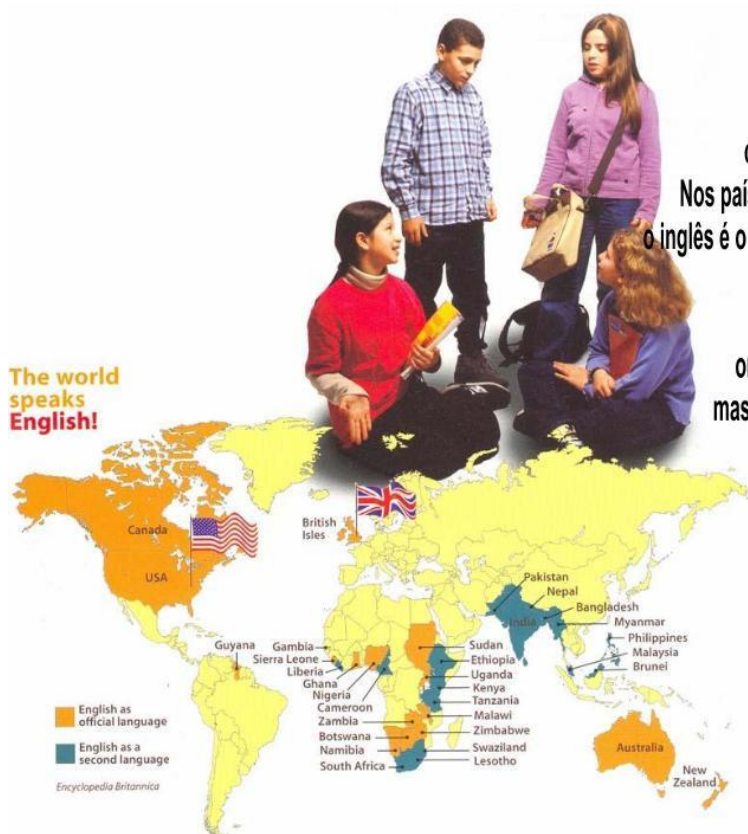 Nos
o inglês é o
mas
The world
speaks
English!
Canada
USA
British
Isles
Guyana
Gambia
Sierra Leone
Liberia
Ghana
Nigeria
Cameroon
Zambia
Botswana
Namibia
South Africa
Sudan
Ethiopia
Uganda
Kenya
Tanzania
Malawi
Zimbabwe
Swaziland
Lesotho
Pakistan
Nepal
India
Bangladesh
Myanmar
Philippines
Malaysia
Brunei
Australia
New
Zealand
English as
official language
English as a
second language
Encyclopedia Britannica